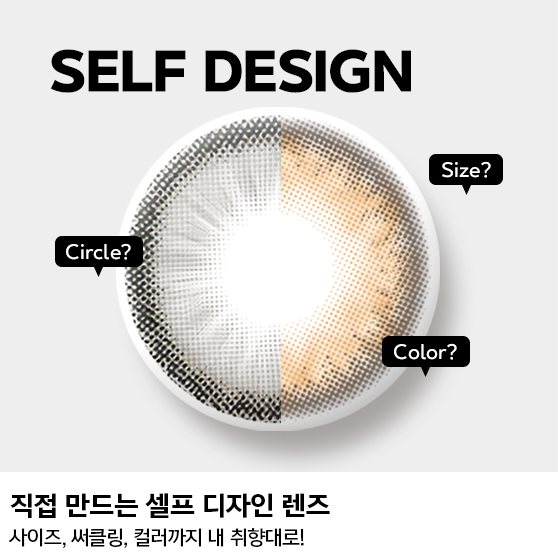 SELF DESIGN
Size?
Circle?
Color?
직접 만드는 셀프 디자인 렌즈
사이즈, 써클링, 컬러까지 내 취향대로!